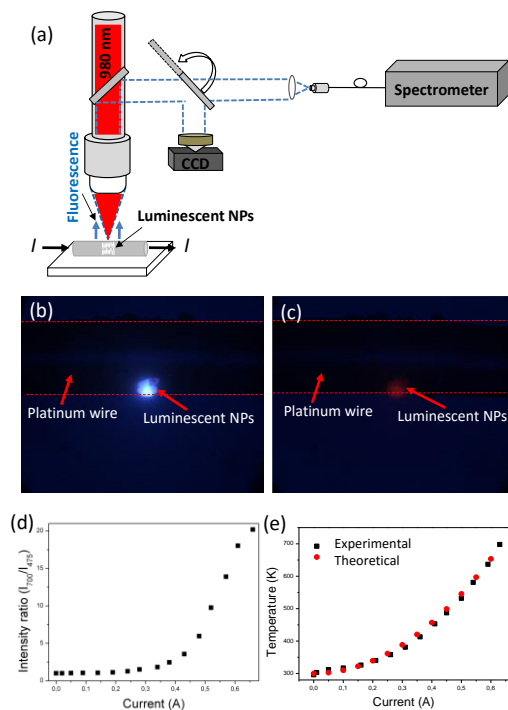 (a)
980 nm
Spectrometer
CCD
Fluorescence
Luminescent NPs
I
I
(b)
(c)
Platinum wire
Luminescent NPs
Platinum wire
Luminescent NPs
(d)
Intensity ratio (I700/I475)
20
15
10
5
0
0,0 0,1 0,2 0,3 0,4 0,5 0,6
Current (A)
(e)
Experimental
Theoretical
Temperature (K)
700
600
500
400
300
0,0 0,1 0,2 0,3 0,4 0,5 0,6
Current (A)